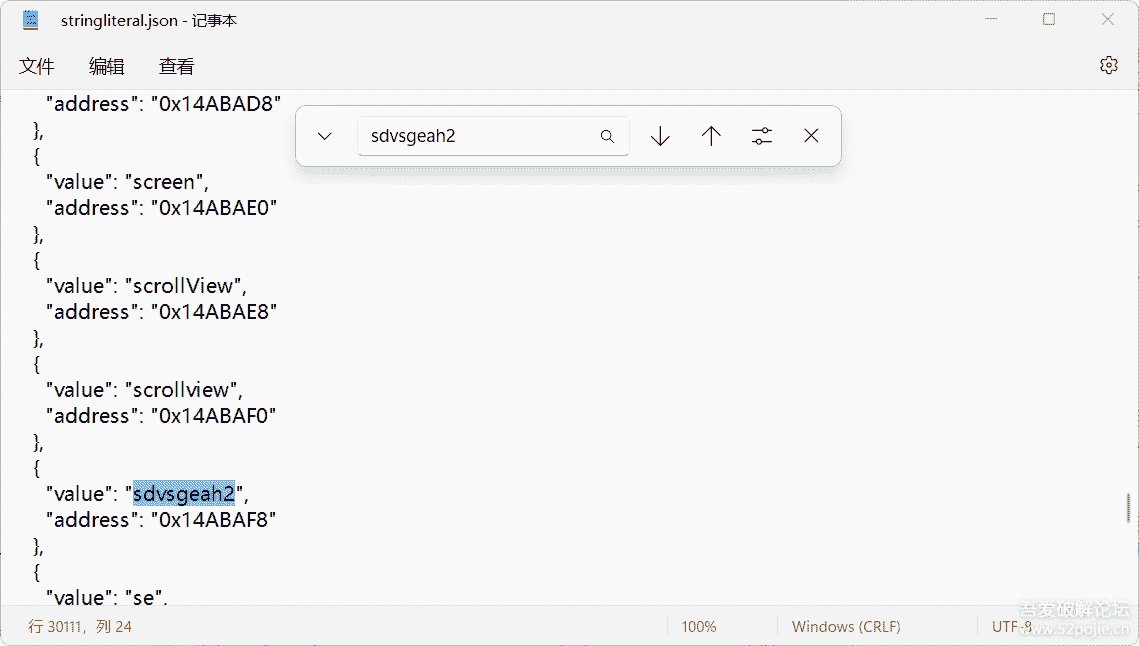 stringliteral.json - 记事本
文件 编辑 查看
"address": "0x14ABAD8"
},
sdvsgeah2
{
"value": "screen",
"address": "0x14ABAE0"
},
{
"value": "scrollView",
"address": "0x14ABAE8"
},
{
"value": "scrollview",
"address": "0x14ABAF0"
},
{
"value": "sdvsgeah2",
"address": "0x14ABAF8"
},
{
"value": "se",
行 30111，列 24 100% Windows (CRLF) UTF-8
吾爱破解论坛
www.52pojie.cn